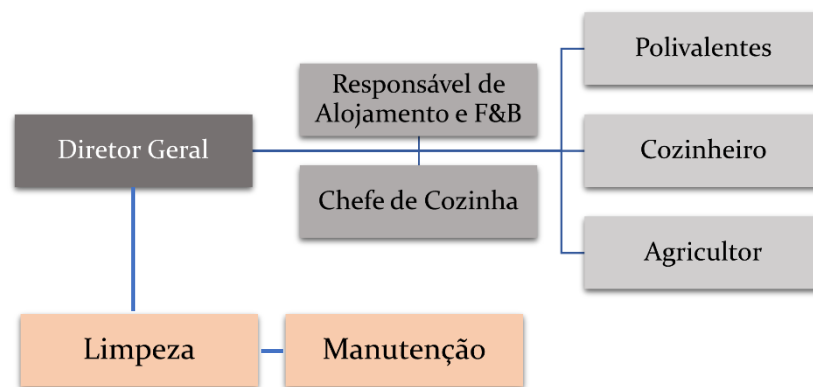 Polivalentes
Responsável de
Alojamento e F&B
Diretor Geral
Cozinheiro
Chefe de Cozinha
Agricultor
Limpeza
Manutenção